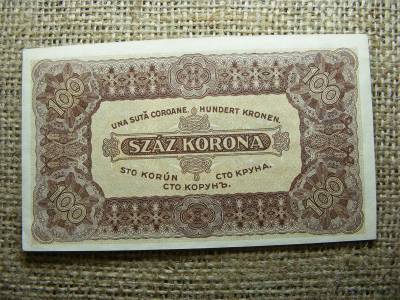 100 100
UNA SUTĂ COROANE. HUNDERT KRONEN.
SZÁZ KORONA
STO KORÚN СТО КРУНА.
СТО КОРУНЪ.
100 100